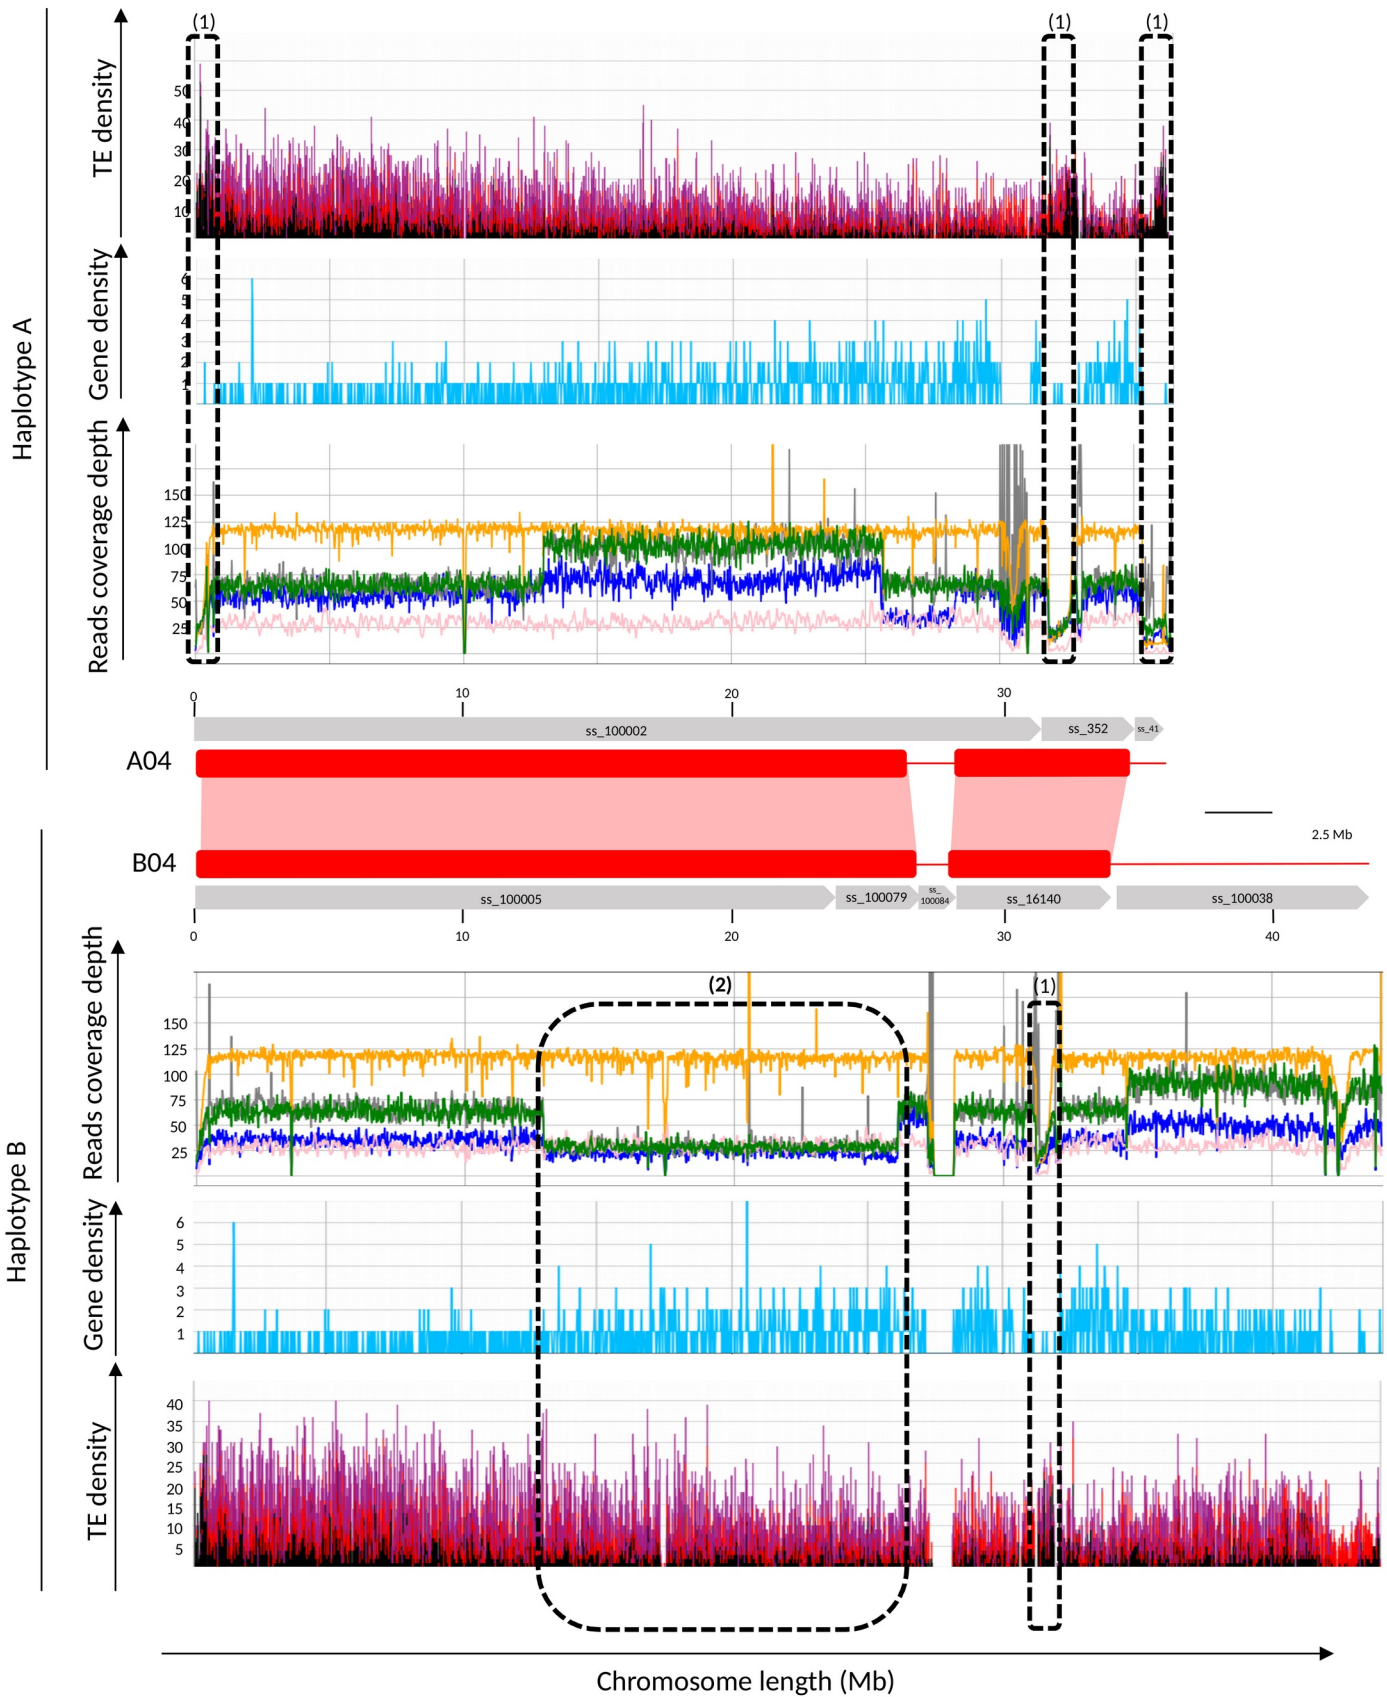 (1) (1) (1)
Haplotype A
TE density
50
40
30
20
10
Gene density
6
5
4
3
2
1
Reads coverage depth
150
125
100
75
50
25
0 10 20 30
ss_100002 ss_352 ss_41
A04
2.5 Mb
B04
ss_100005 ss_100079 ss_100084 ss_16140 ss_100038
0 10 20 30 40
Haplotype B
Reads coverage depth
(2) (1)
150
125
100
75
50
25
Gene density
6
5
4
3
2
1
TE density
40
35
30
25
20
15
10
5
Chromosome length (Mb)